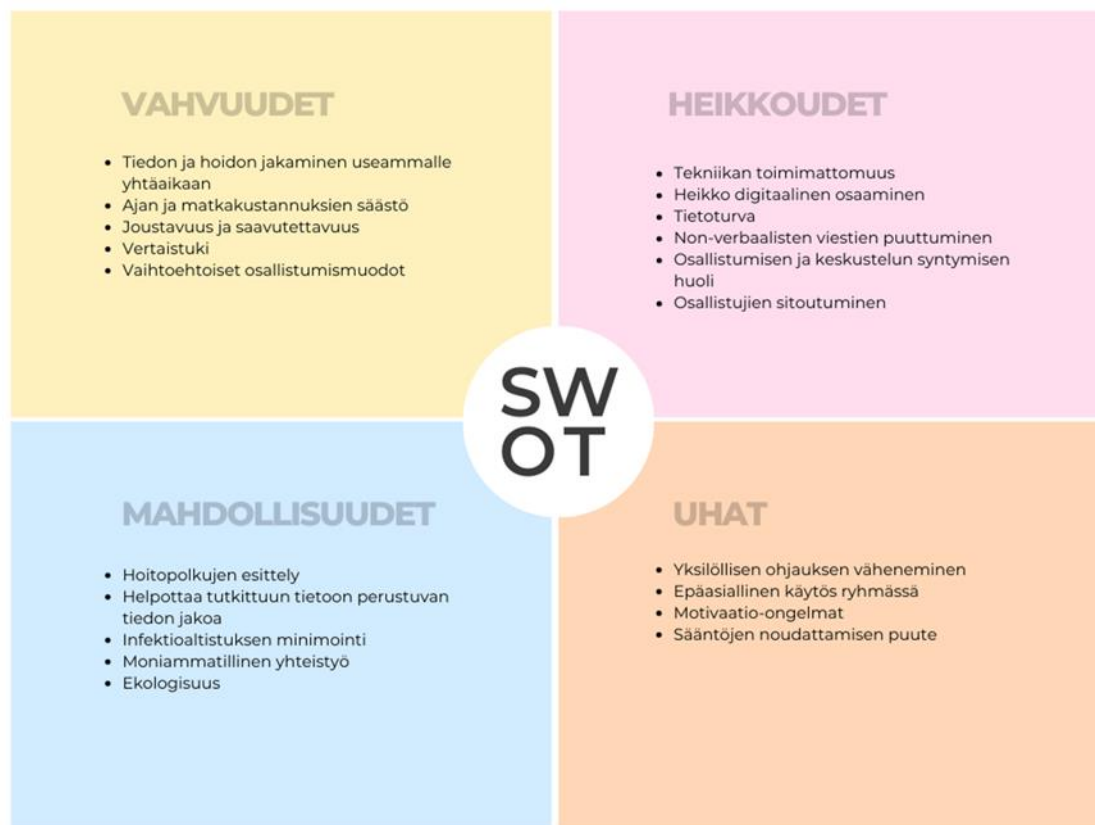 VAHVUUDET
• Tiedon ja hoidon jakaminen useammalle
yhtäaikaan
• Ajan ja matkakustannuksien säästö
• Joustavuus ja saavutettavuus
• Vertaistuki
• Vaihtoehtoiset osallistumismuodot
HEIKKOUDET
• Tekniikan toimimattomuus
• Heikko digitaalinen osaaminen
• Tietoturva
• Non-verbaalisten viestien puuttuminen
• Osallistumisen ja keskustelun syntymisen
huoli
• Osallistujien sitoutuminen
SW
OT
MAHDOLLISUUDET
• Hoitopolkujen esittely
• Helpottaa tutkittuun tietoon perustuvan
tiedon jakoa
• Infektioaltistuksen minimointi
• Moniammatillinen yhteistyö
• Ekologisuus
UHAT
• Yksilöllisen ohjauksen väheneminen
• Epäasiallinen käytös ryhmässä
• Motivaatio-ongelmat
• Sääntöjen noudattamisen puute